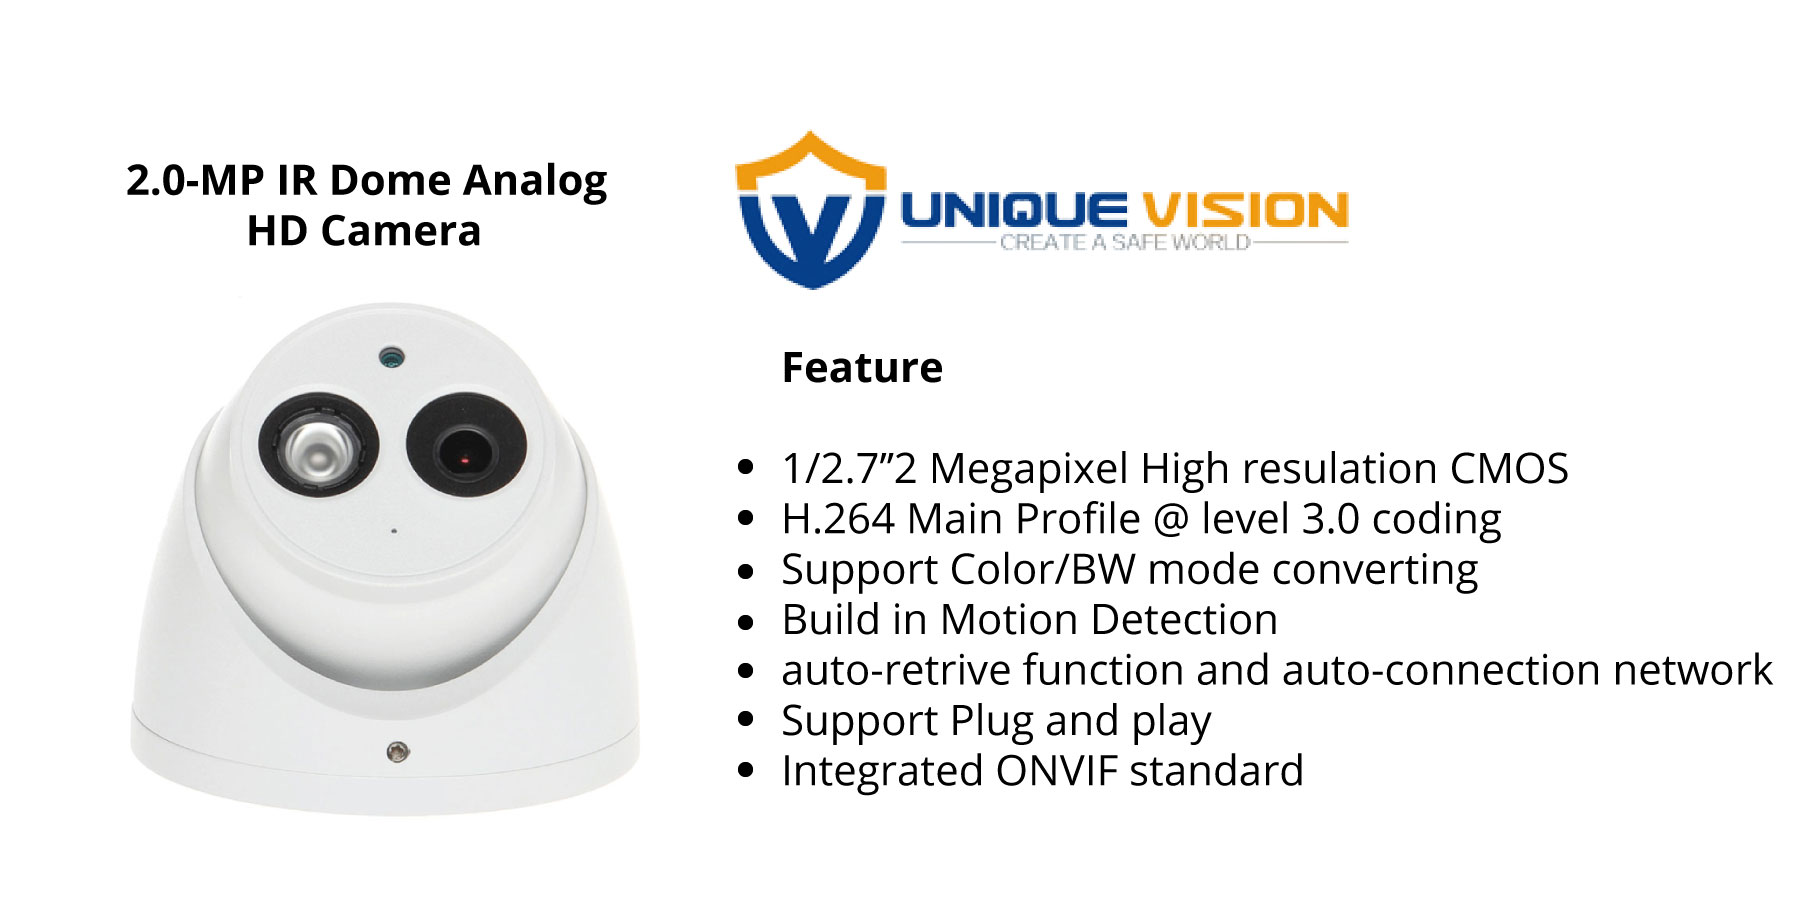 2.0-MP IR Dome Analog
HD Camera
UNIQUE VISION
CREATE A SAFE WORLD
Feature
1/2.7”2 Megapixel High resulation CMOS
H.264 Main Profile @ level 3.0 coding
Support Color/BW mode converting
Build in Motion Detection
auto-retrive function and auto-connection network
Support Plug and play
Integrated ONVIF standard